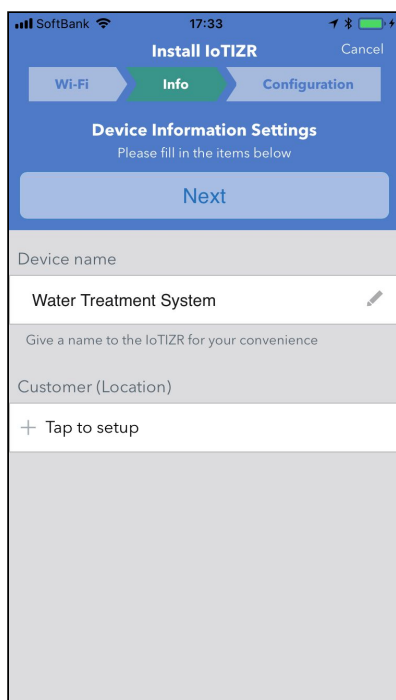 SoftBank 17:33
Install IoTIZR Cancel
Wi-Fi Info Configuration
Device Information Settings
Please fill in the items below
Next
Device name
Water Treatment System
Give a name to the IoTIZR for your convenience
Customer (Location)
Tap to setup